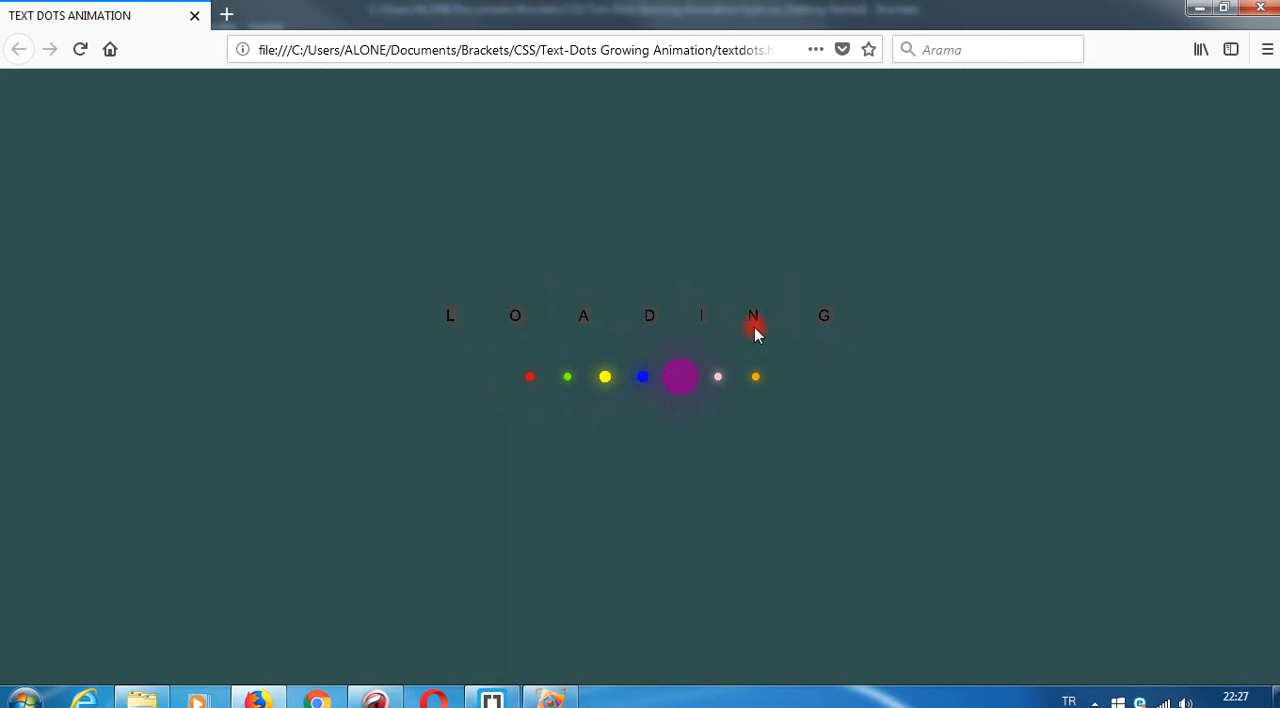 TEXT DOTS ANIMATION
file:///C:/Users/ALONE/Documents/Brackets/CSS/Text-Dots Growing Animation/textdots.h
Arama
L O A D I N G
TR
22:27